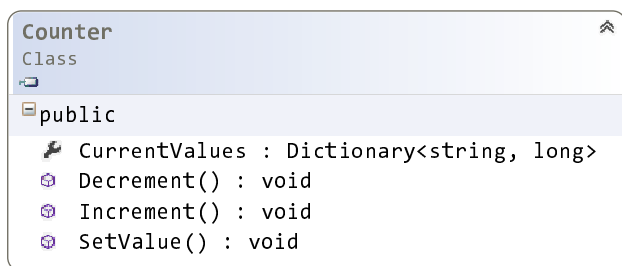 Counter
Class
public
CurrentValues : Dictionary<string, long>
Decrement() : void
Increment() : void
SetValue() : void